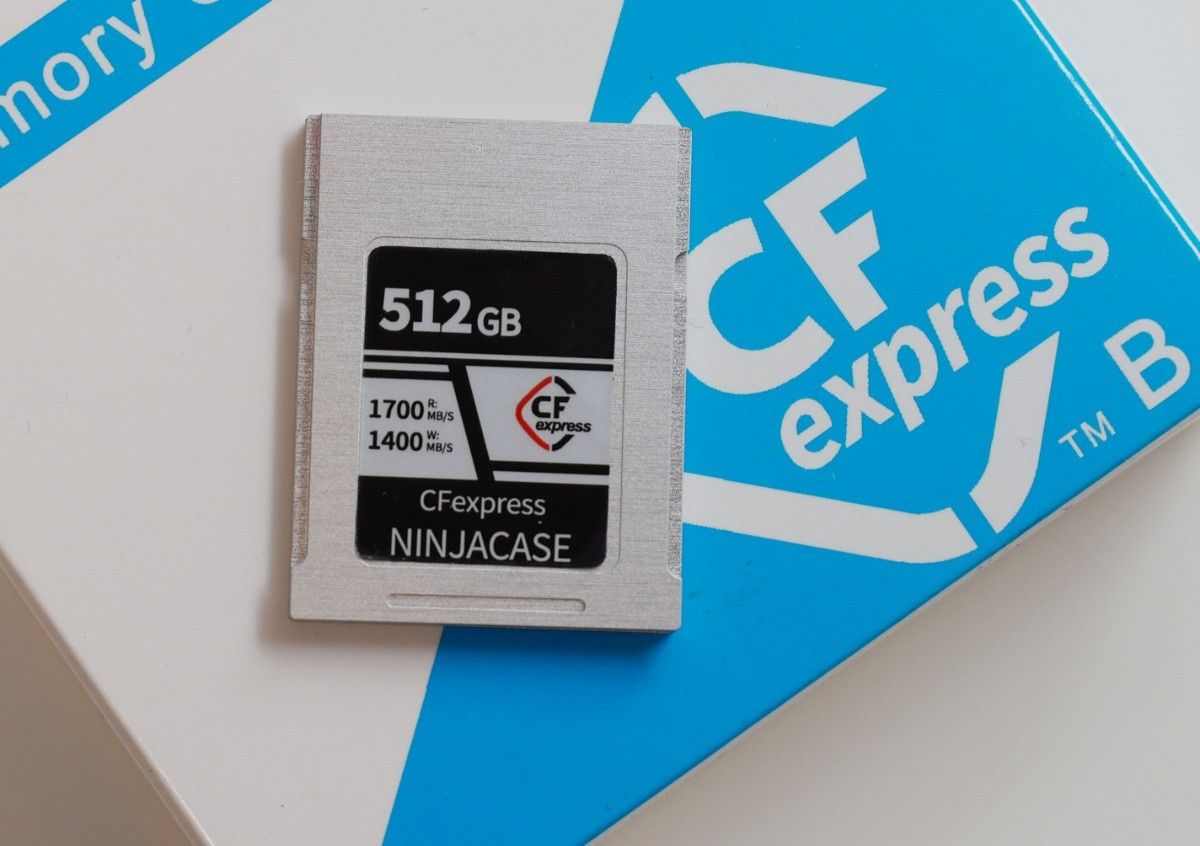 mory
512GB
1700 R: MB/S
1400 W: MB/S
CF
express
CFexpress
NINJACASE
CF
express
TM B